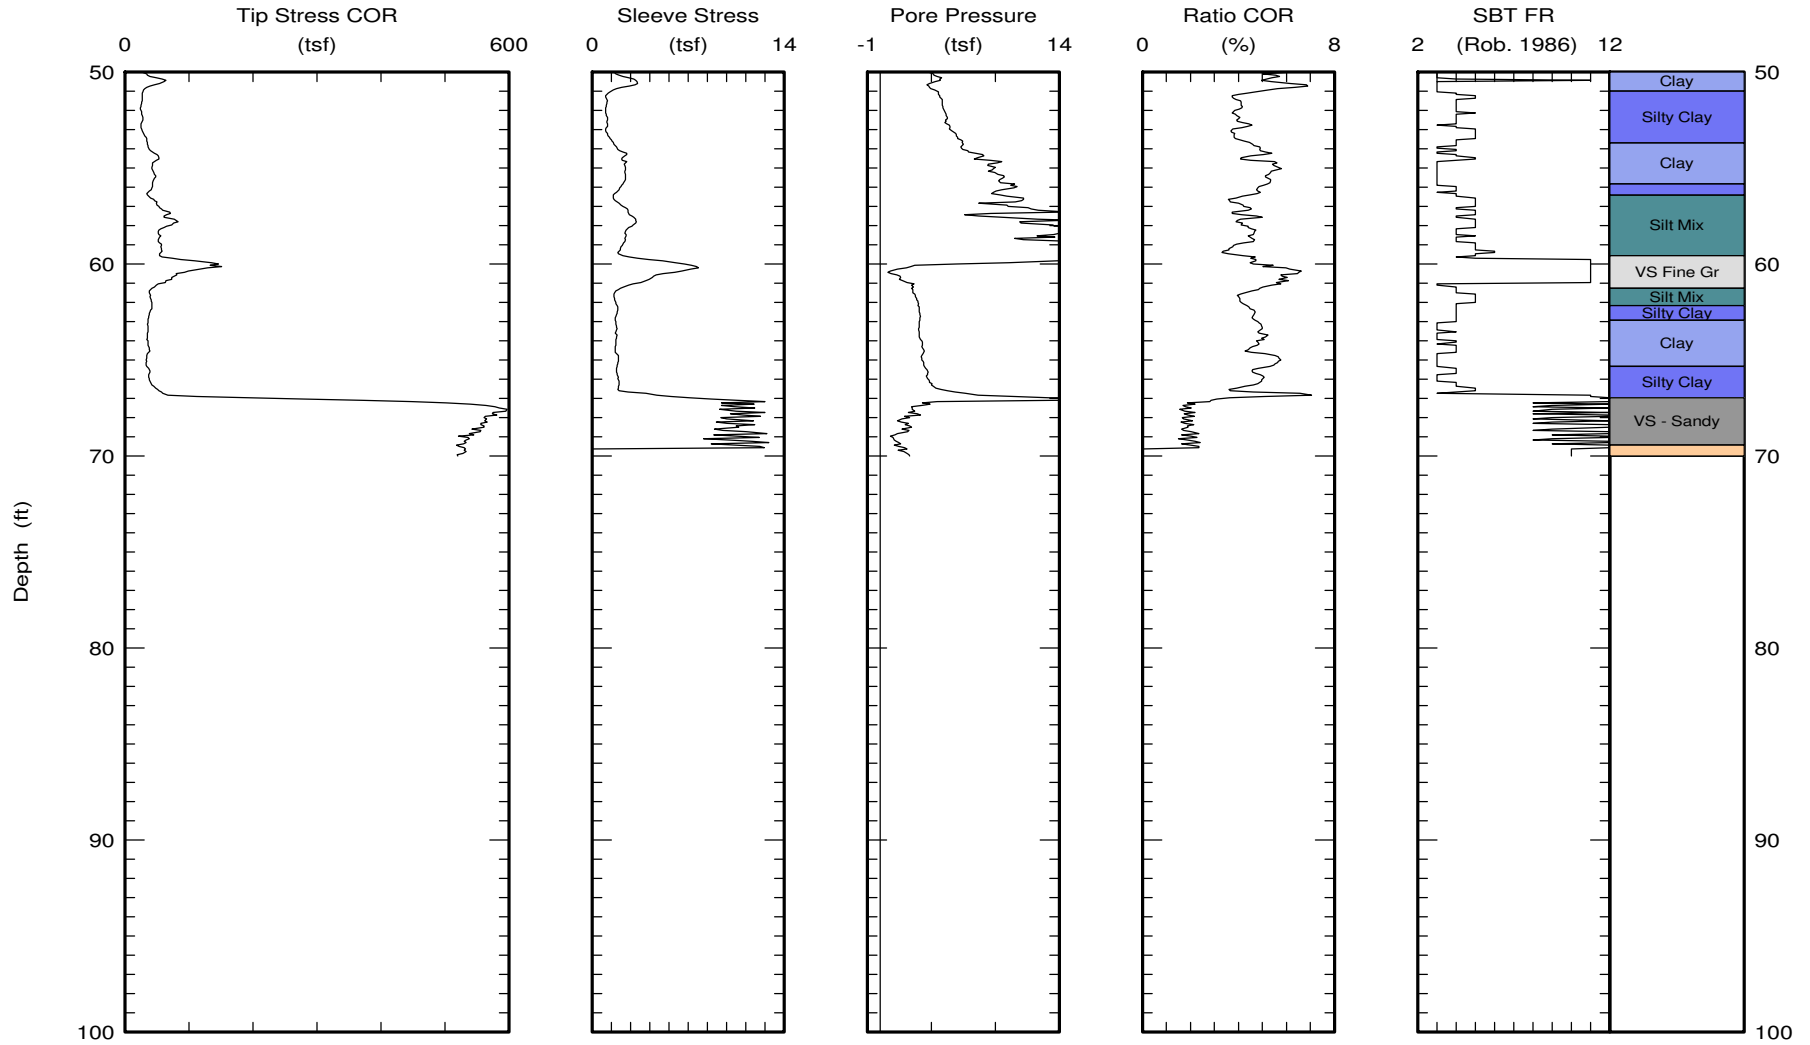 Tip Stress COR Sleeve Stress Pore Pressure Ratio COR SBT FR
0 (tsf) 600 0 (tsf) 14 -1 (tsf) 14 0 (%) 8 2 (Rob. 1986) 12
50 Clay 50
Silty Clay
Clay
Silt Mix
60 VS Fine Gr 60
Silt Mix
Silty Clay
Clay
Silty Clay
VS - Sandy
70 70
Depth (ft)
80 80
90 90
100 100